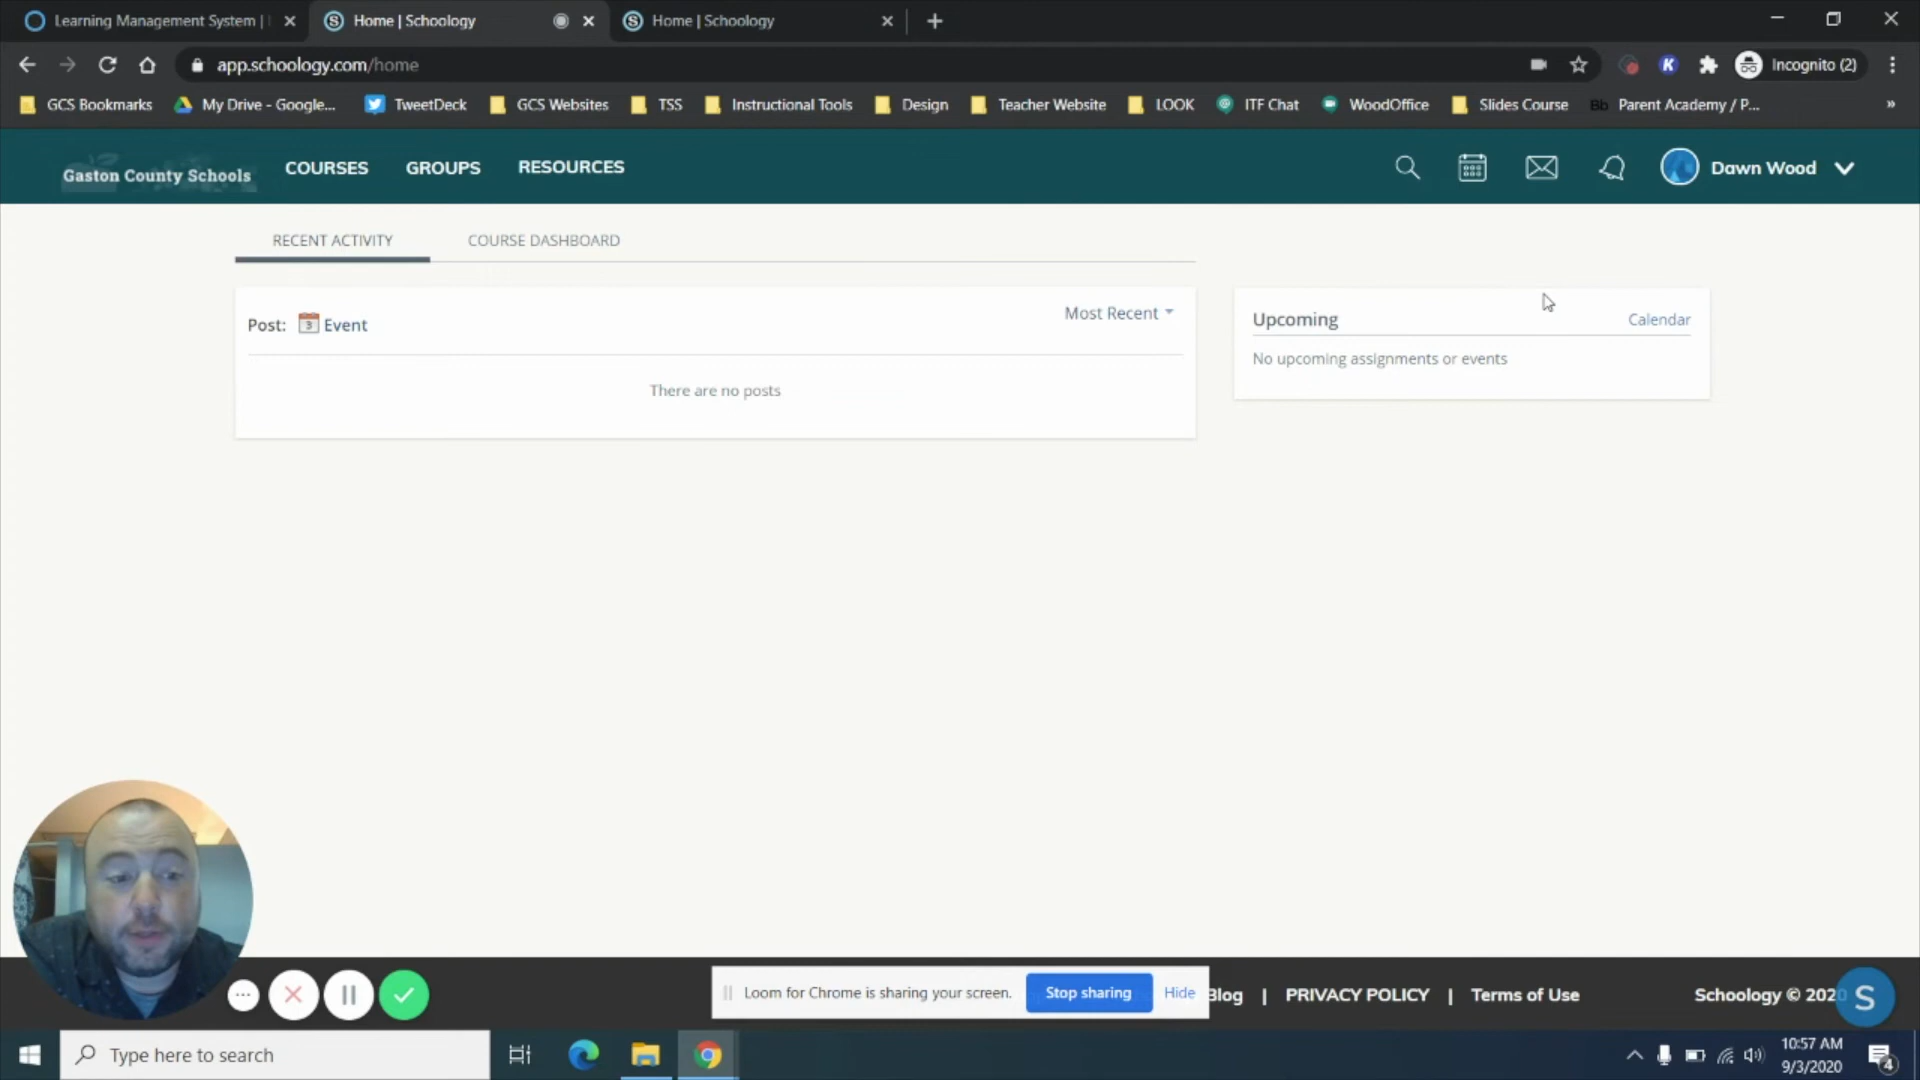 Learning Management System |
Home | Schoology
Home | Schoology
app.schoology.com/home
Incognito (2)
GCS Bookmarks
My Drive - Google...
TweetDeck
GCS Websites
TSS
Instructional Tools
Design
Teacher Website
LOOK
ITF Chat
WoodOffice
Slides Course
Bb Parent Academy / P...
»
Gaston County Schools
COURSES
GROUPS
RESOURCES
Dawn Wood
RECENT ACTIVITY
COURSE DASHBOARD
Post: 3 Event
Most Recent
There are no posts
Upcoming
Calendar
No upcoming assignments or events
Loom for Chrome is sharing your screen.
Stop sharing
Hide
Blog | PRIVACY POLICY | Terms of Use
Schoology © 2020
S
Type here to search
10:57 AM
9/3/2020
4